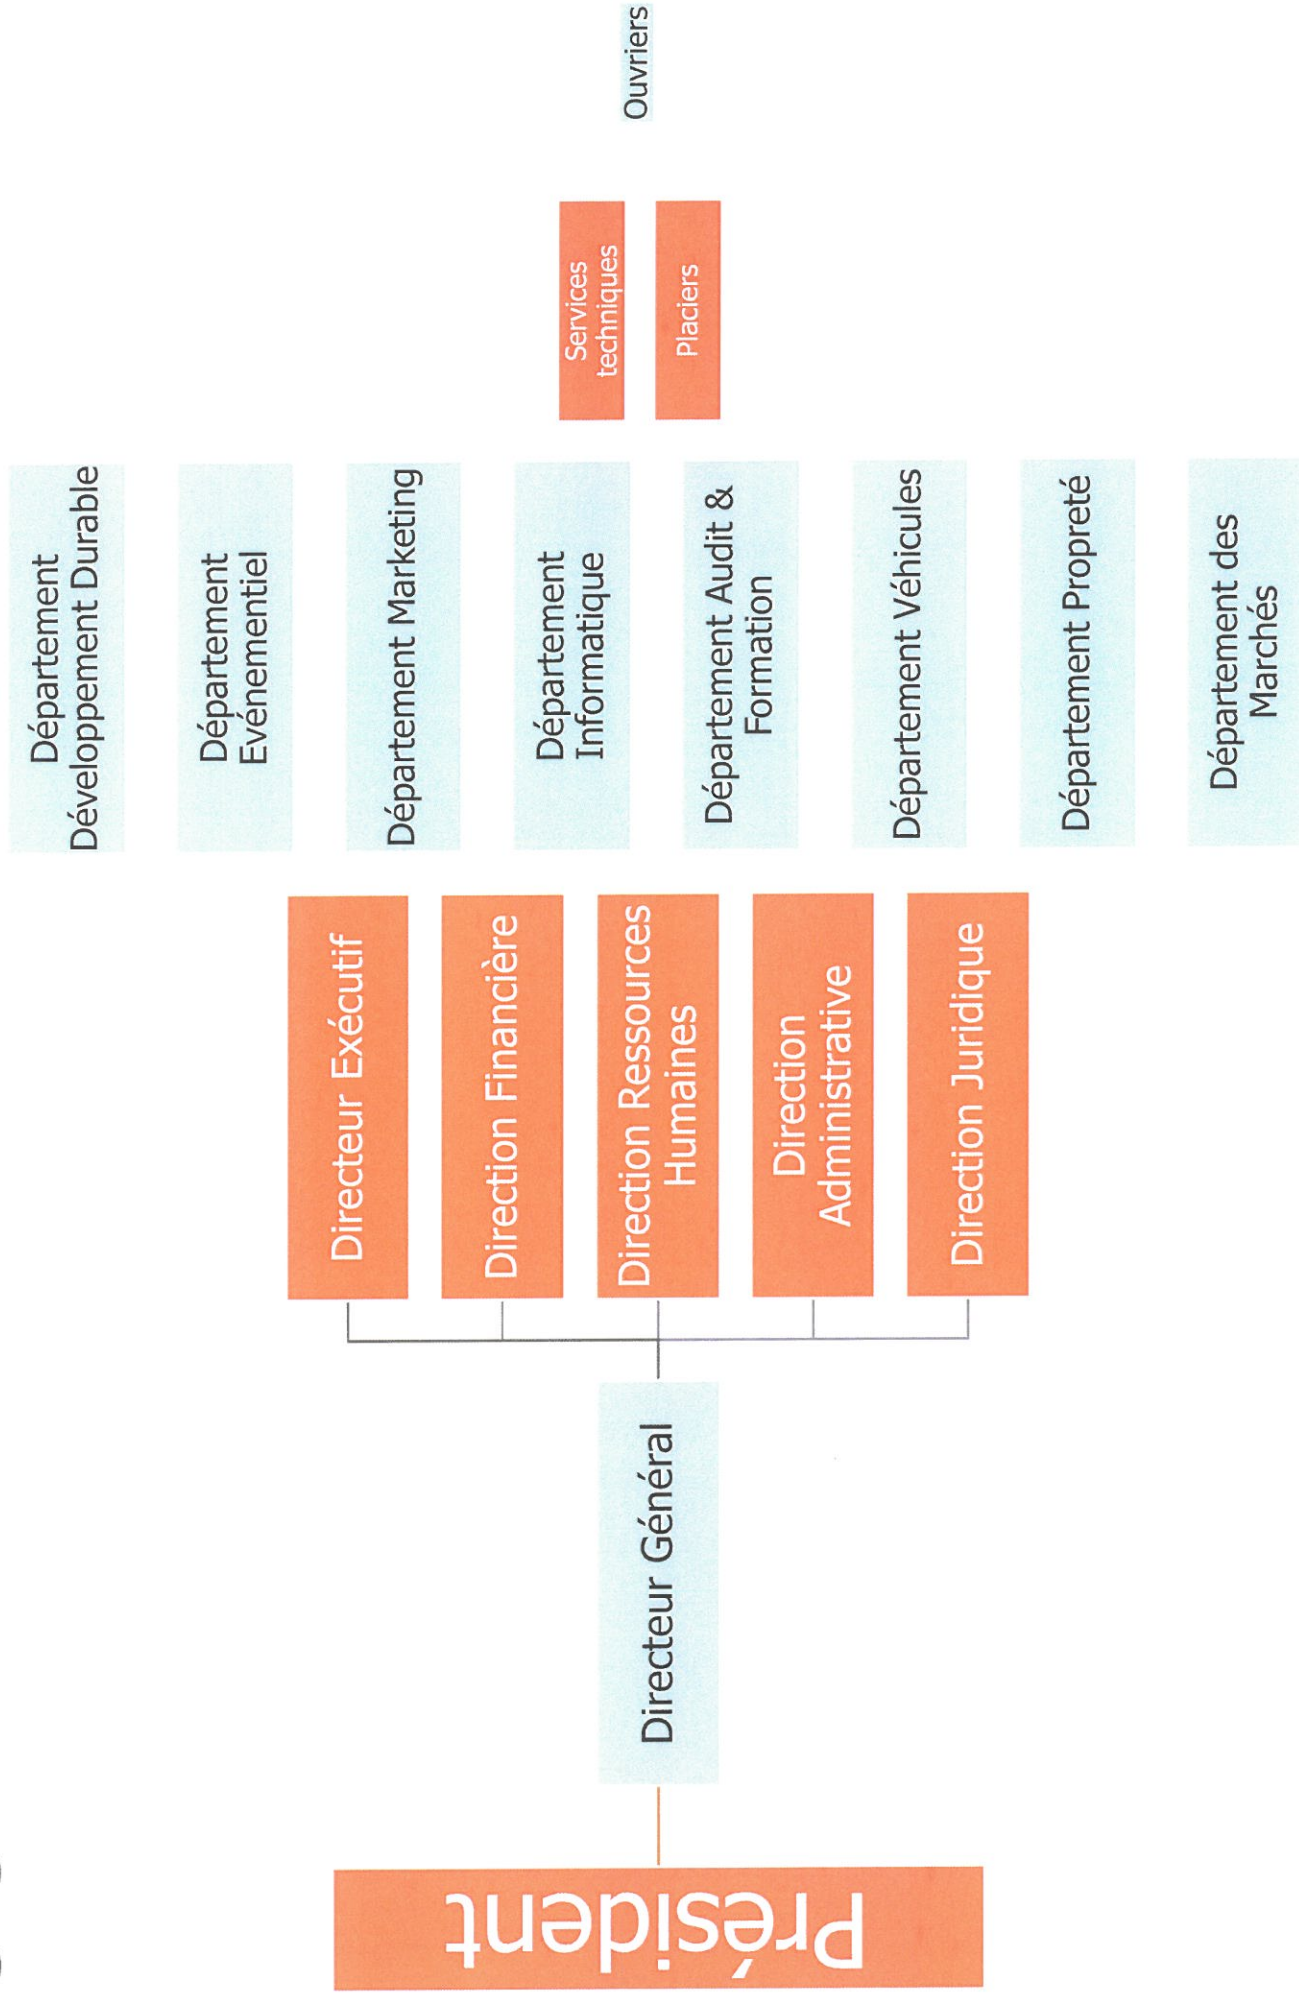 Président
Directeur Général
Directeur Exécutif
Direction Financière
Direction Ressources
Humaines
Direction
Administrative
Direction Juridique
Département
Développement Durable
Département
Evénementiel
Département Marketing
Département
Informatique
Département Audit &
Formation
Département Véhicules
Département Propreté
Département des
Marchés
Services
techniques
Placiers
Ouvriers